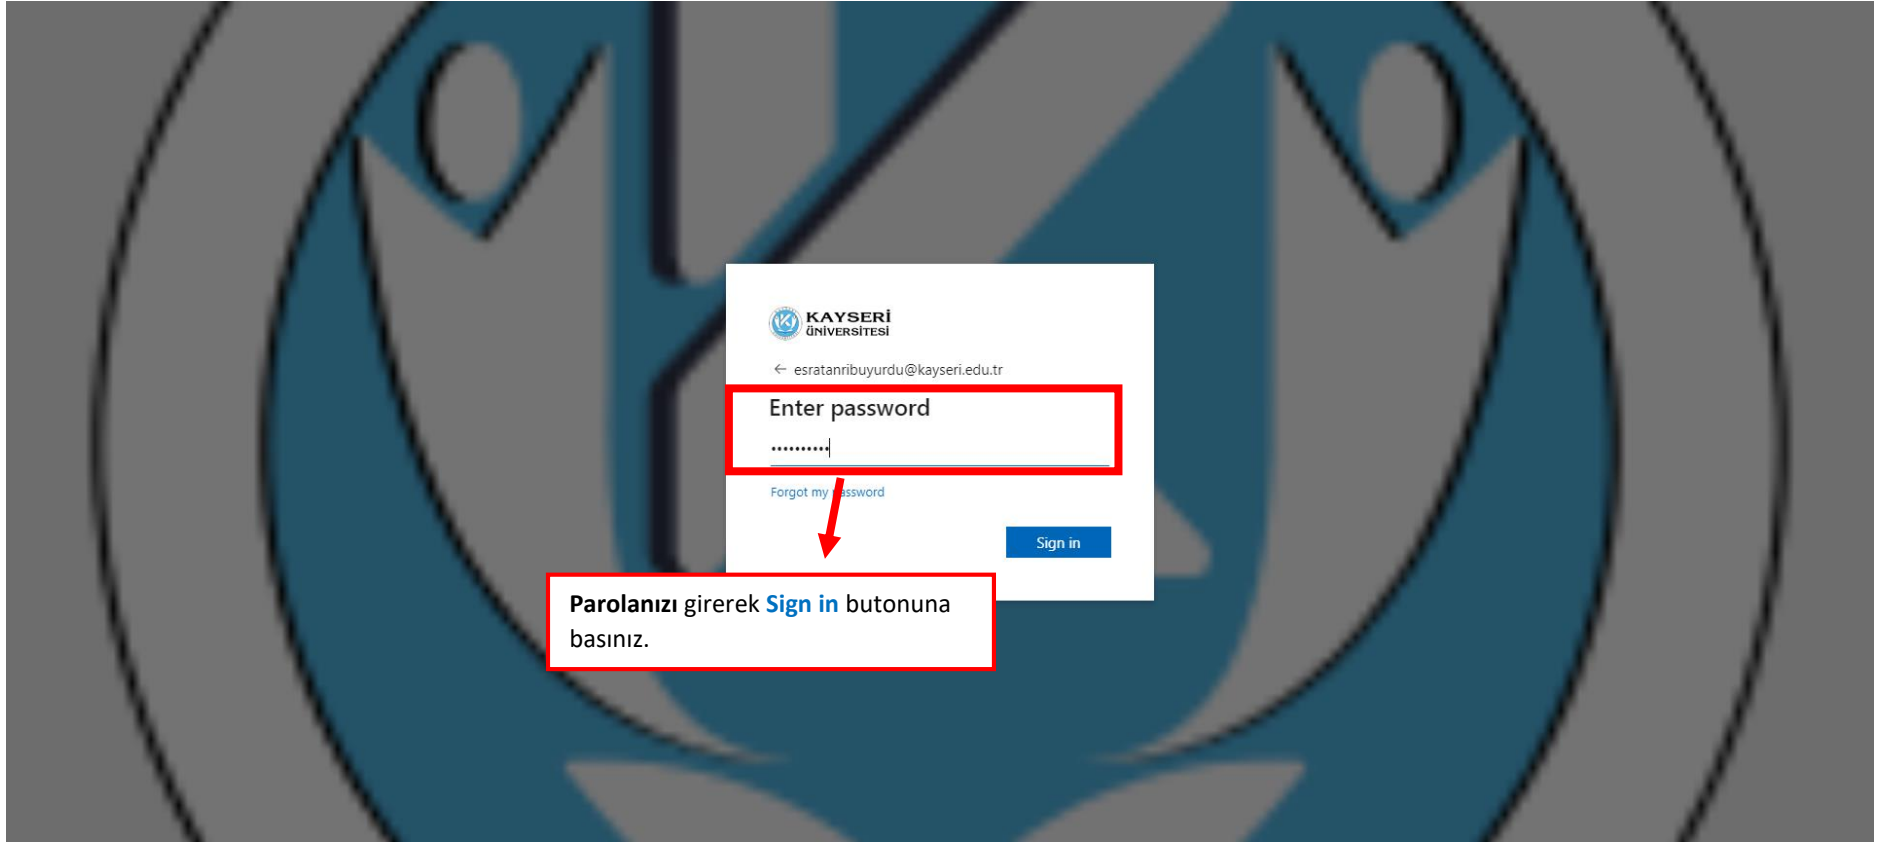 KAYSERİ
ÜNİVERSİTESİ
← esratanribuyurdu@kayseri.edu.tr
Enter password
••••••••••
Forgot my password
Sign in
Parolanızı girerek Sign in butonuna
basınız.